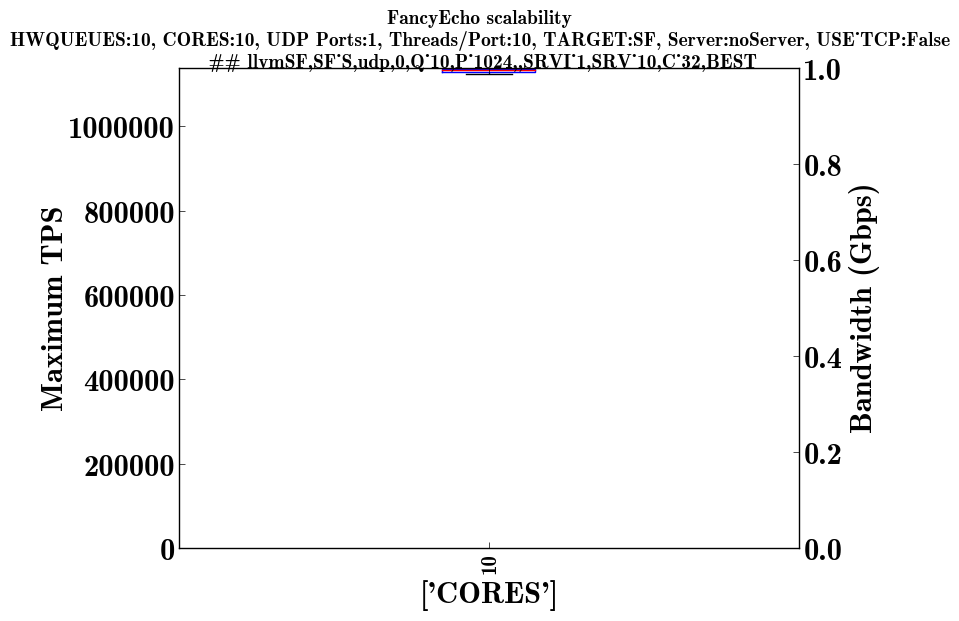 FancyEcho scalability
HWQUEUES:10, CORES:10, UDP Ports:1, Threads/Port:10, TARGET:SF, Server:noServer, USE˙TCP:False
## llvmSF,SF˙S,udp,0,Q˙10,P˙1024,,SRVI˙1,SRV˙10,C˙32,BEST
1000000
800000
600000
400000
200000
0
Maximum TPS
1.0
0.8
0.6
0.4
0.2
0.0
Bandwidth (Gbps)
10
['CORES']